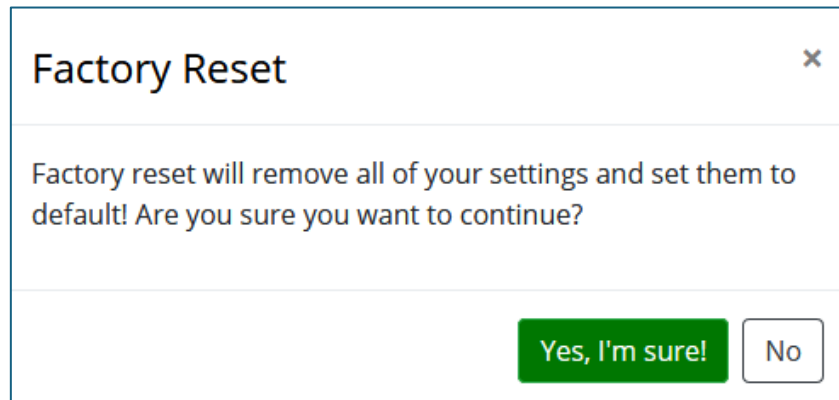 Factory Reset
×
Factory reset will remove all of your settings and set them to
default! Are you sure you want to continue?
Yes, I'm sure!
No